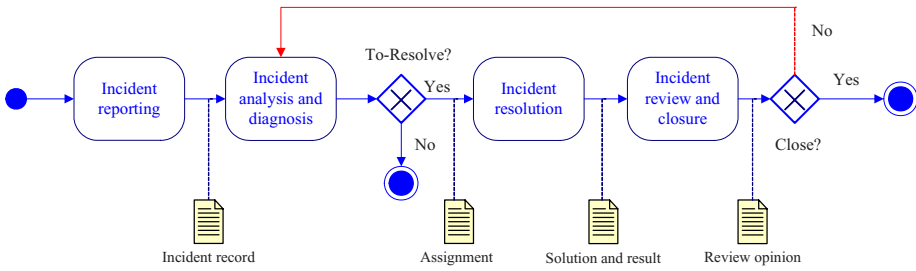 No
To-Resolve?
Incident
reporting
Incident
analysis and
diagnosis
Yes
Incident
resolution
Incident
review and
closure
Yes
No
Close?
Incident record
Assignment
Solution and result
Review opinion